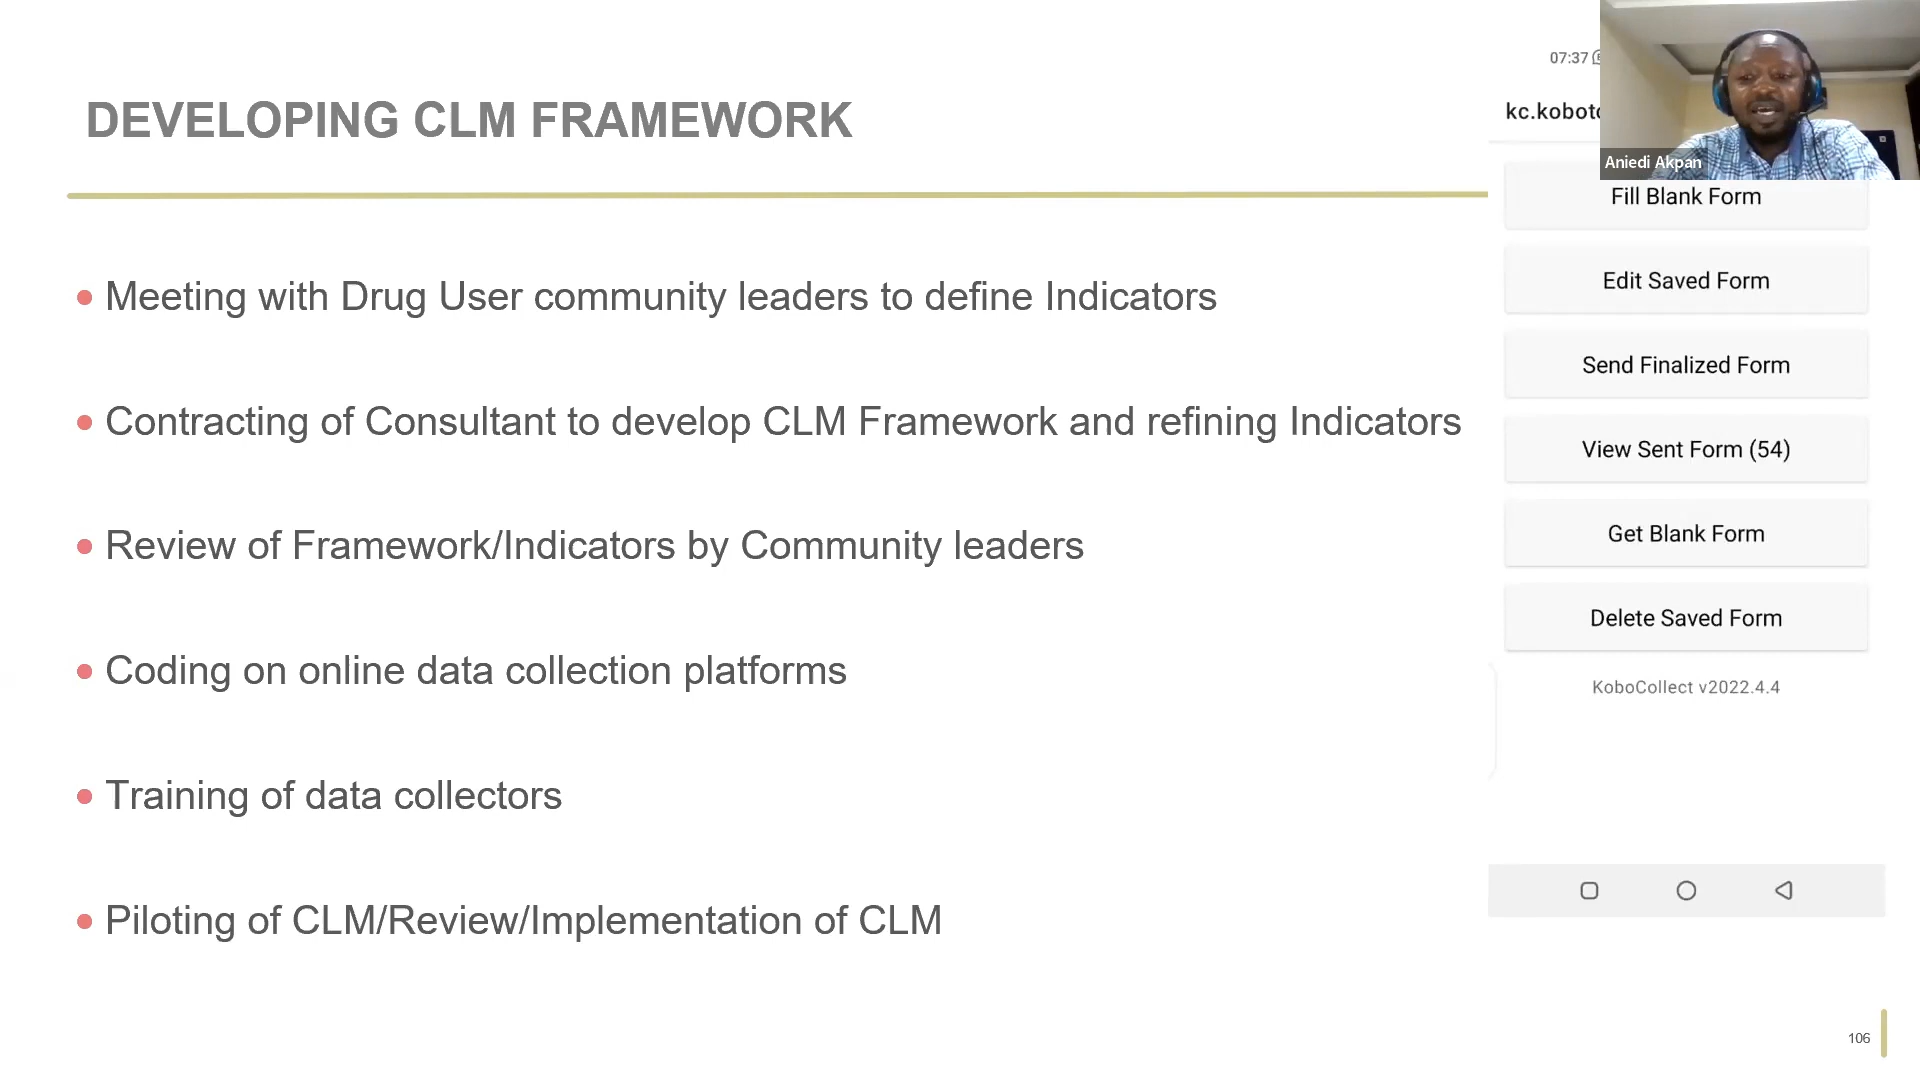 DEVELOPING CLM FRAMEWORK
• Meeting with Drug User community leaders to define Indicators
• Contracting of Consultant to develop CLM Framework and refining Indicators
• Review of Framework/Indicators by Community leaders
• Coding on online data collection platforms
• Training of data collectors
• Piloting of CLM/Review/Implementation of CLM
07:37
kc.kobot
Aniedi Akpan
Fill Blank Form
Edit Saved Form
Send Finalized Form
View Sent Form (54)
Get Blank Form
Delete Saved Form
KoboCollect v2022.4.4
106